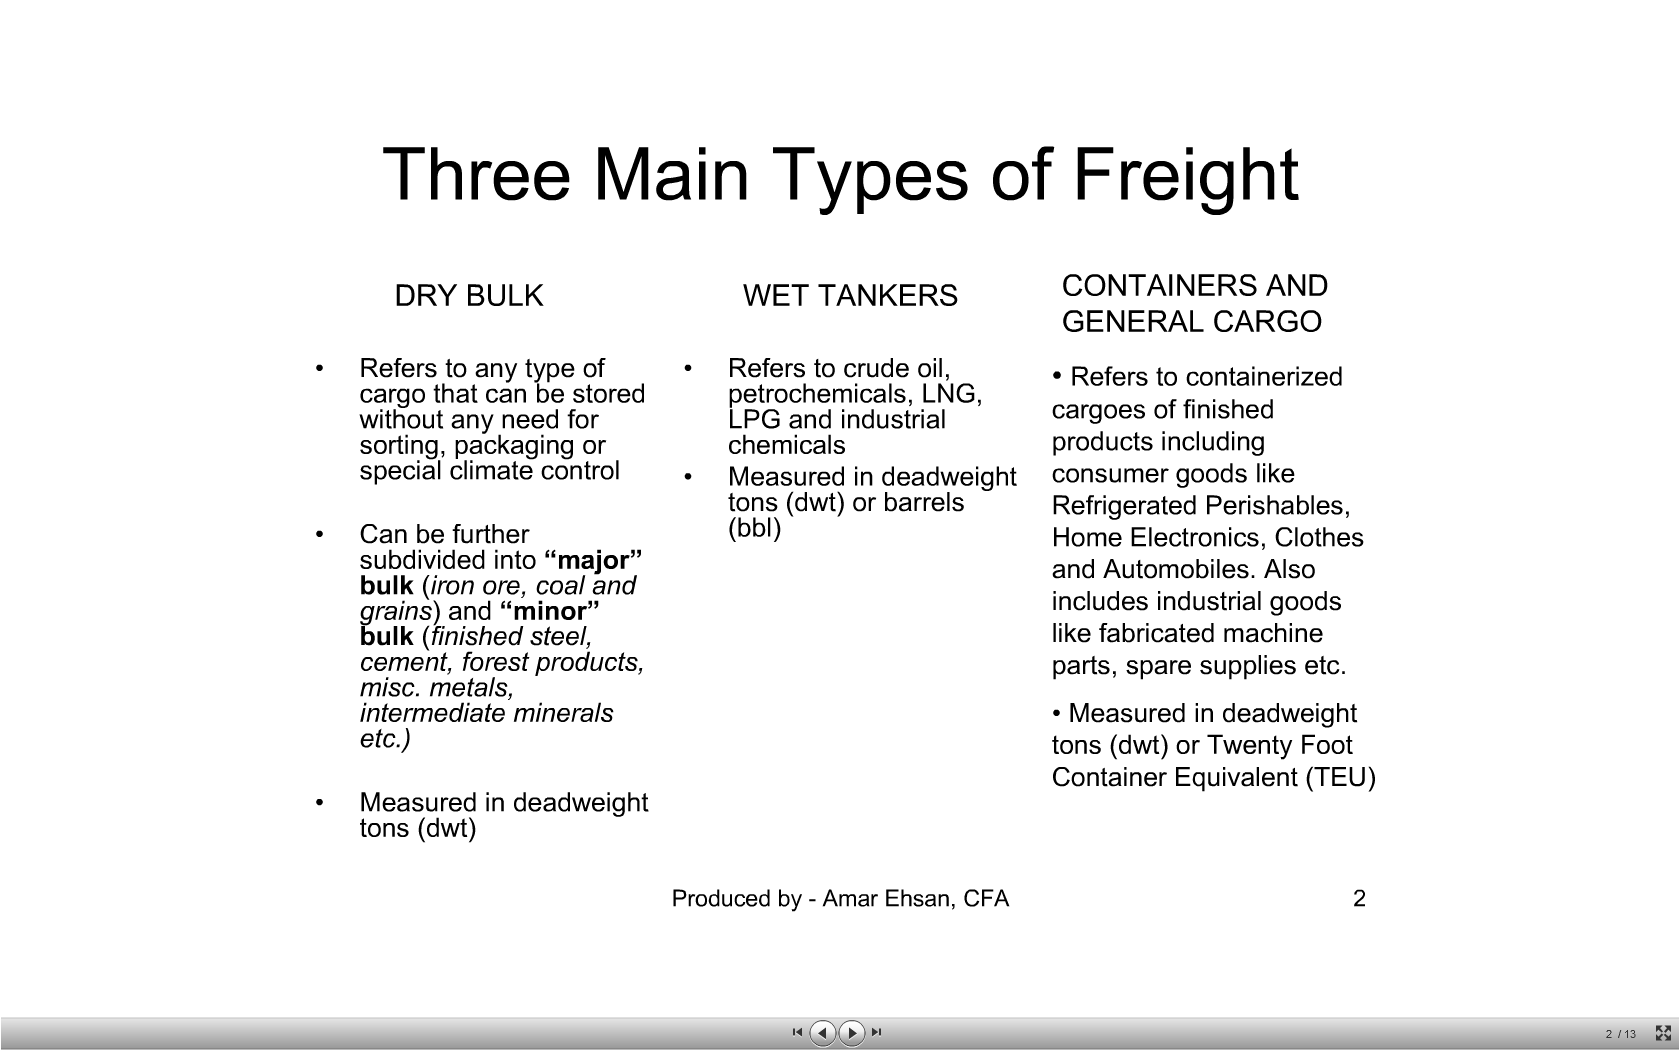 Three Main Types of Freight
DRY BULK
• Refers to any type of
cargo that can be stored
without any need for
sorting, packaging or
special climate control
• Can be further
subdivided into “major”
bulk (iron ore, coal and
grains) and “minor”
bulk (finished steel,
cement, forest products,
misc. metals,
intermediate minerals
etc.)
• Measured in deadweight
tons (dwt)
WET TANKERS
• Refers to crude oil,
petrochemicals, LNG,
LPG and industrial
chemicals
• Measured in deadweight
tons (dwt) or barrels
(bbl)
CONTAINERS AND
GENERAL CARGO
• Refers to containerized
cargoes of finished
products including
consumer goods like
Refrigerated Perishables,
Home Electronics, Clothes
and Automobiles. Also
includes industrial goods
like fabricated machine
parts, spare supplies etc.
• Measured in deadweight
tons (dwt) or Twenty Foot
Container Equivalent (TEU)
Produced by - Amar Ehsan, CFA
2
2 / 13